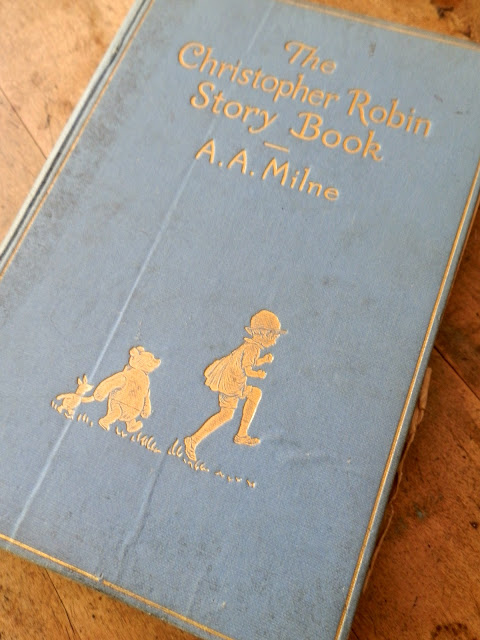 The
Christopher Robin
Story Book
A. A. Milne